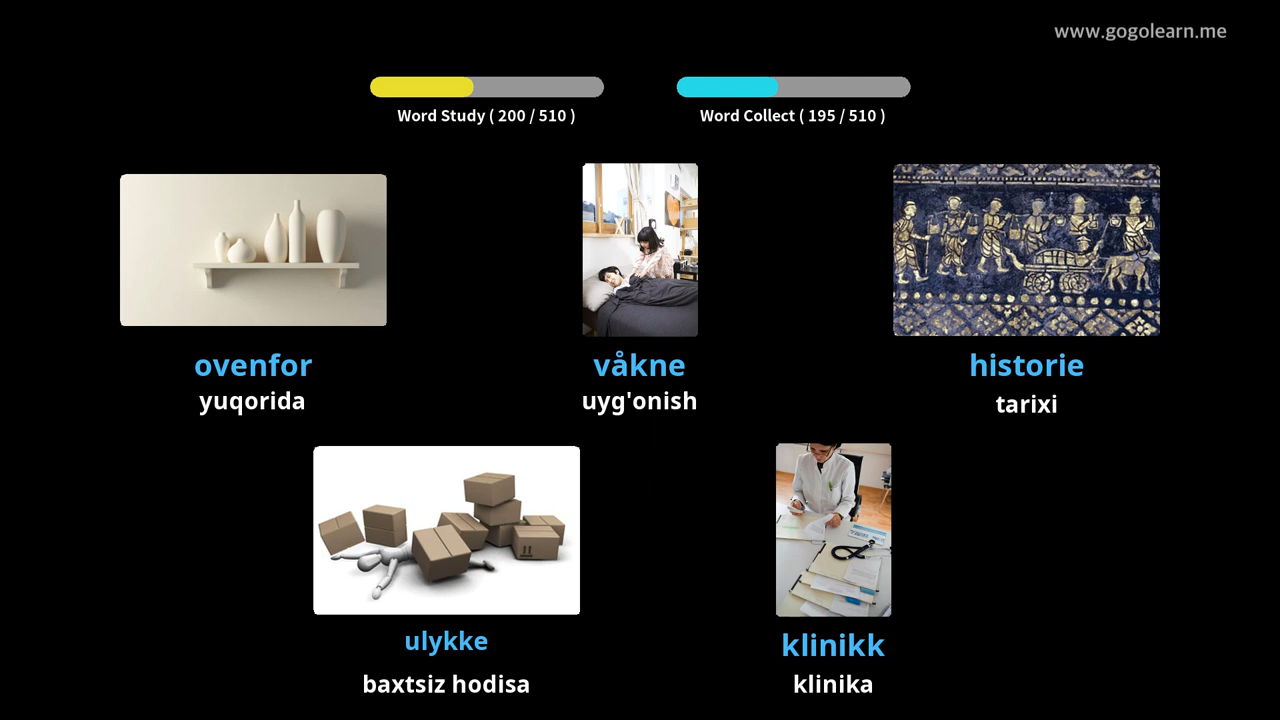 www.gogolearn.me
Word Study ( 200 / 510 )
Word Collect ( 195 / 510 )
ovenfor
yuqorida
våkne
uyg'onish
historie
tarixi
ulykke
baxtsiz hodisa
klinikk
klinika